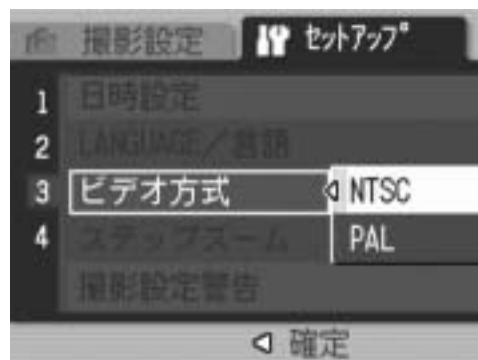 撮影設定 セットアップ
1 日時設定
2 LANGUAGE／言語
3 ビデオ方式 NTSC
4 ステップズーム PAL
撮影設定警告
確定